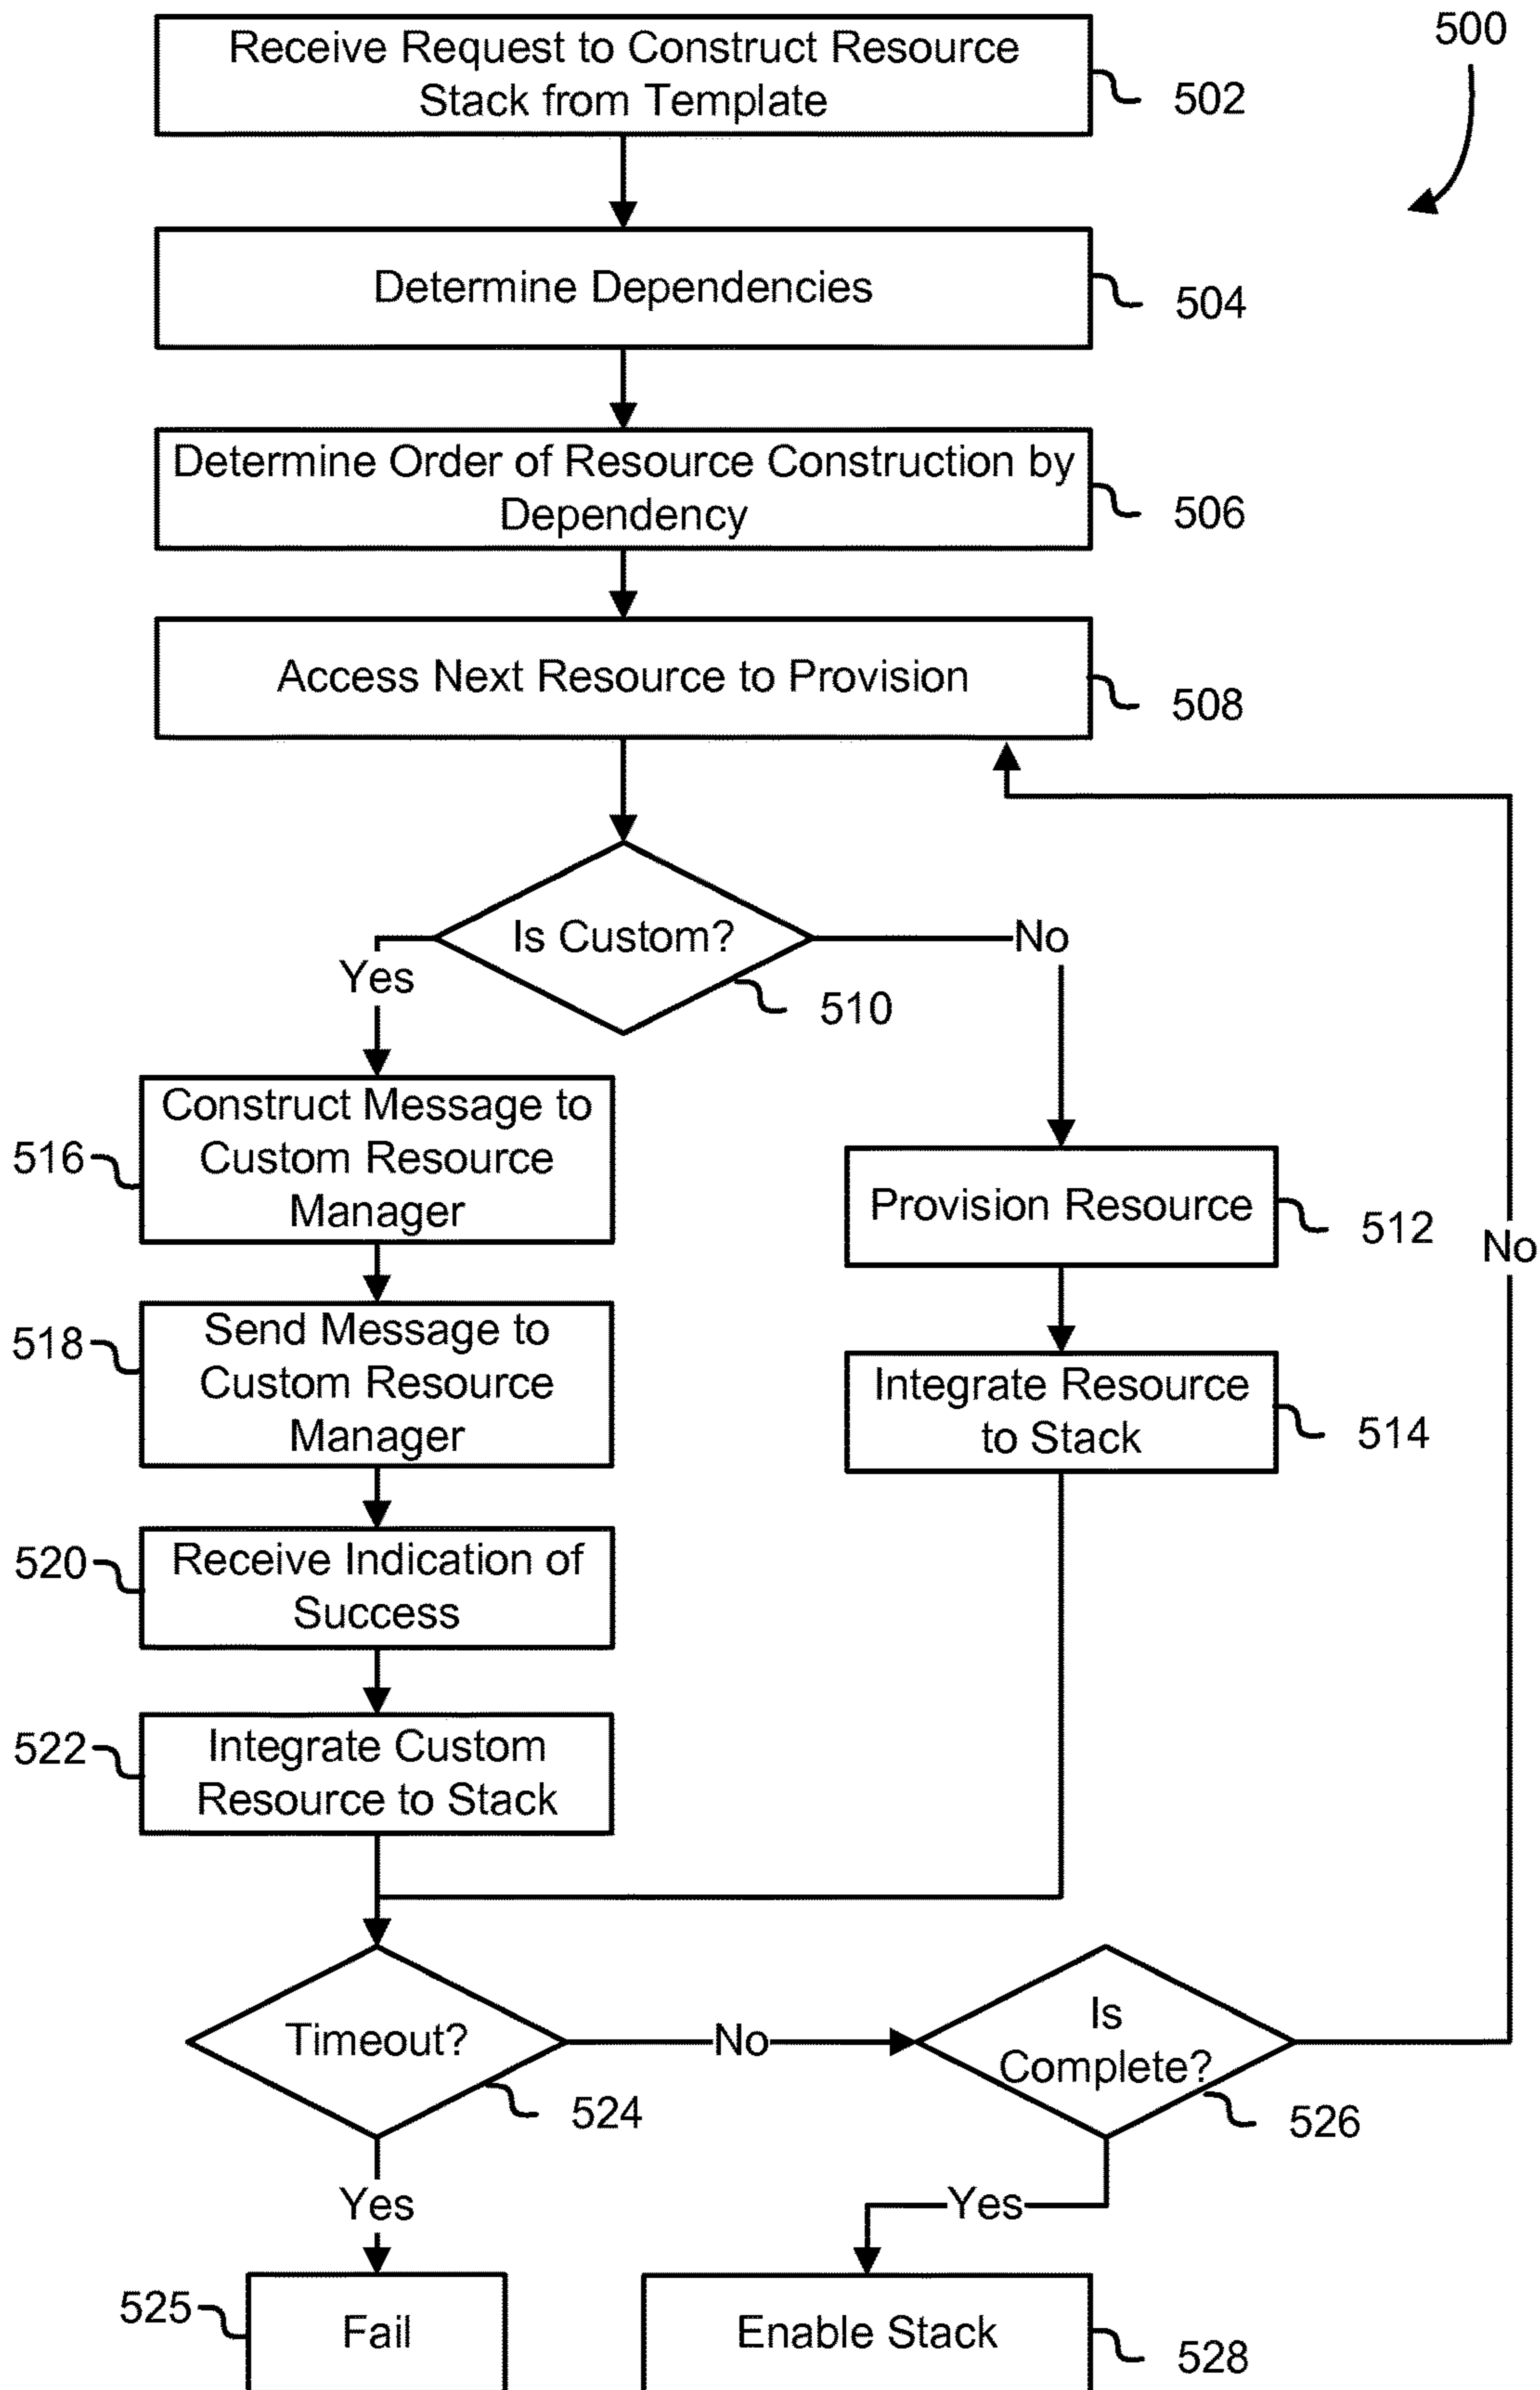 500
Receive Request to Construct Resource
Stack from Template
502
Determine Dependencies
504
Determine Order of Resource Construction by
Dependency
506
Access Next Resource to Provision
508
Is Custom?
No
Yes
510
Construct Message to
Custom Resource
Manager
516
Provision Resource
512
No
Send Message to
Custom Resource
Manager
518
Integrate Resource
to Stack
514
Receive Indication of
Success
520
Integrate Custom
Resource to Stack
522
Timeout?
No
524
Is
Complete?
526
Yes
Yes
Fail
525
Enable Stack
528